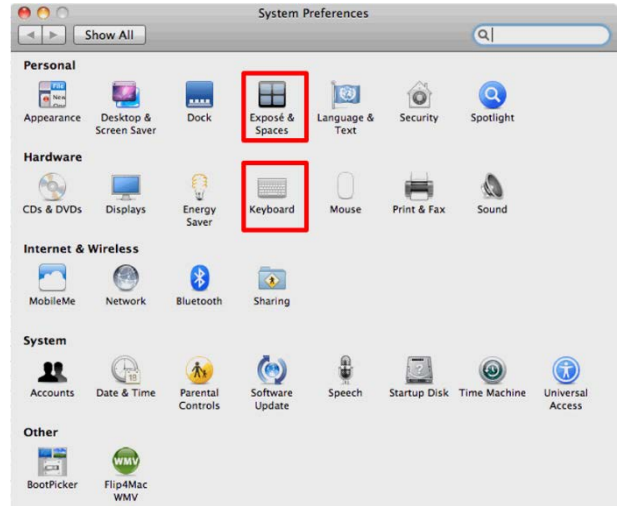 System Preferences
Show All
Personal
Appearance
Desktop &
Screen Saver
Dock
Exposé &
Spaces
Language &
Text
Security
Spotlight
Hardware
CDs & DVDs
Displays
Energy
Saver
Keyboard
Mouse
Print & Fax
Sound
Internet & Wireless
MobileMe
Network
Bluetooth
Sharing
System
Accounts
Date & Time
Parental
Controls
Software
Update
Speech
Startup Disk
Time Machine
Universal
Access
Other
BootPicker
WMV
Flip4Mac
WMV